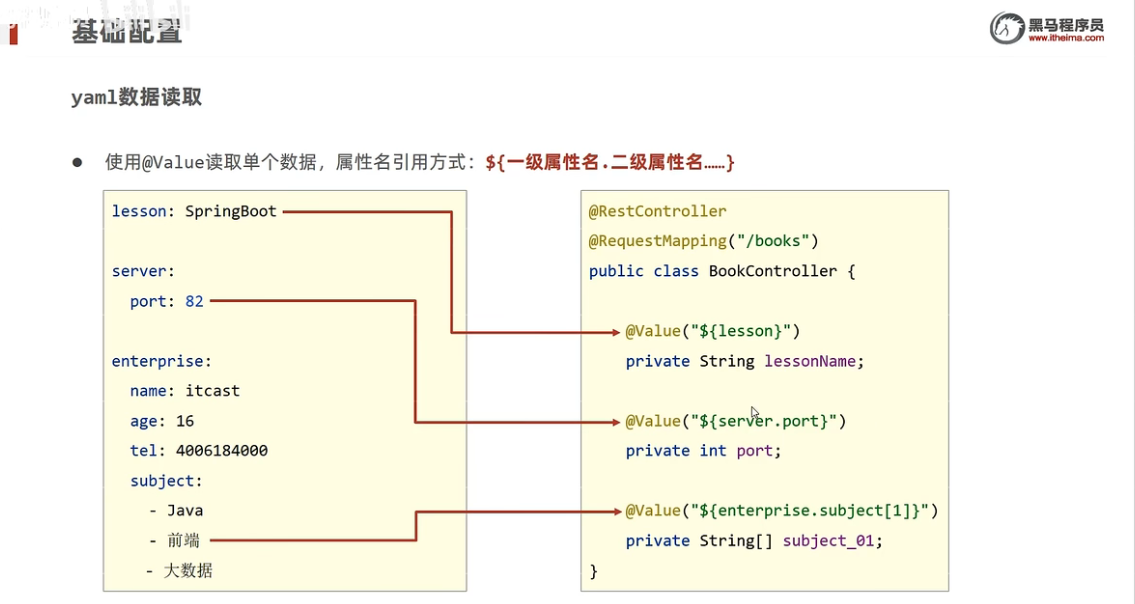 基础配置
黑马程序员
www.itheima.com
yaml数据读取
● 使用@Value读取单个数据，属性名引用方式：${一级属性名.二级属性名……}
lesson: SpringBoot
server:
port: 82
enterprise:
name: itcast
age: 16
tel: 4006184000
subject:
- Java
- 前端
- 大数据
@RestController
@RequestMapping("/books")
public class BookController {
@Value("${lesson}")
private String lessonName;
@Value("${server.port}")
private int port;
@Value("${enterprise.subject[1]}")
private String[] subject_01;
}